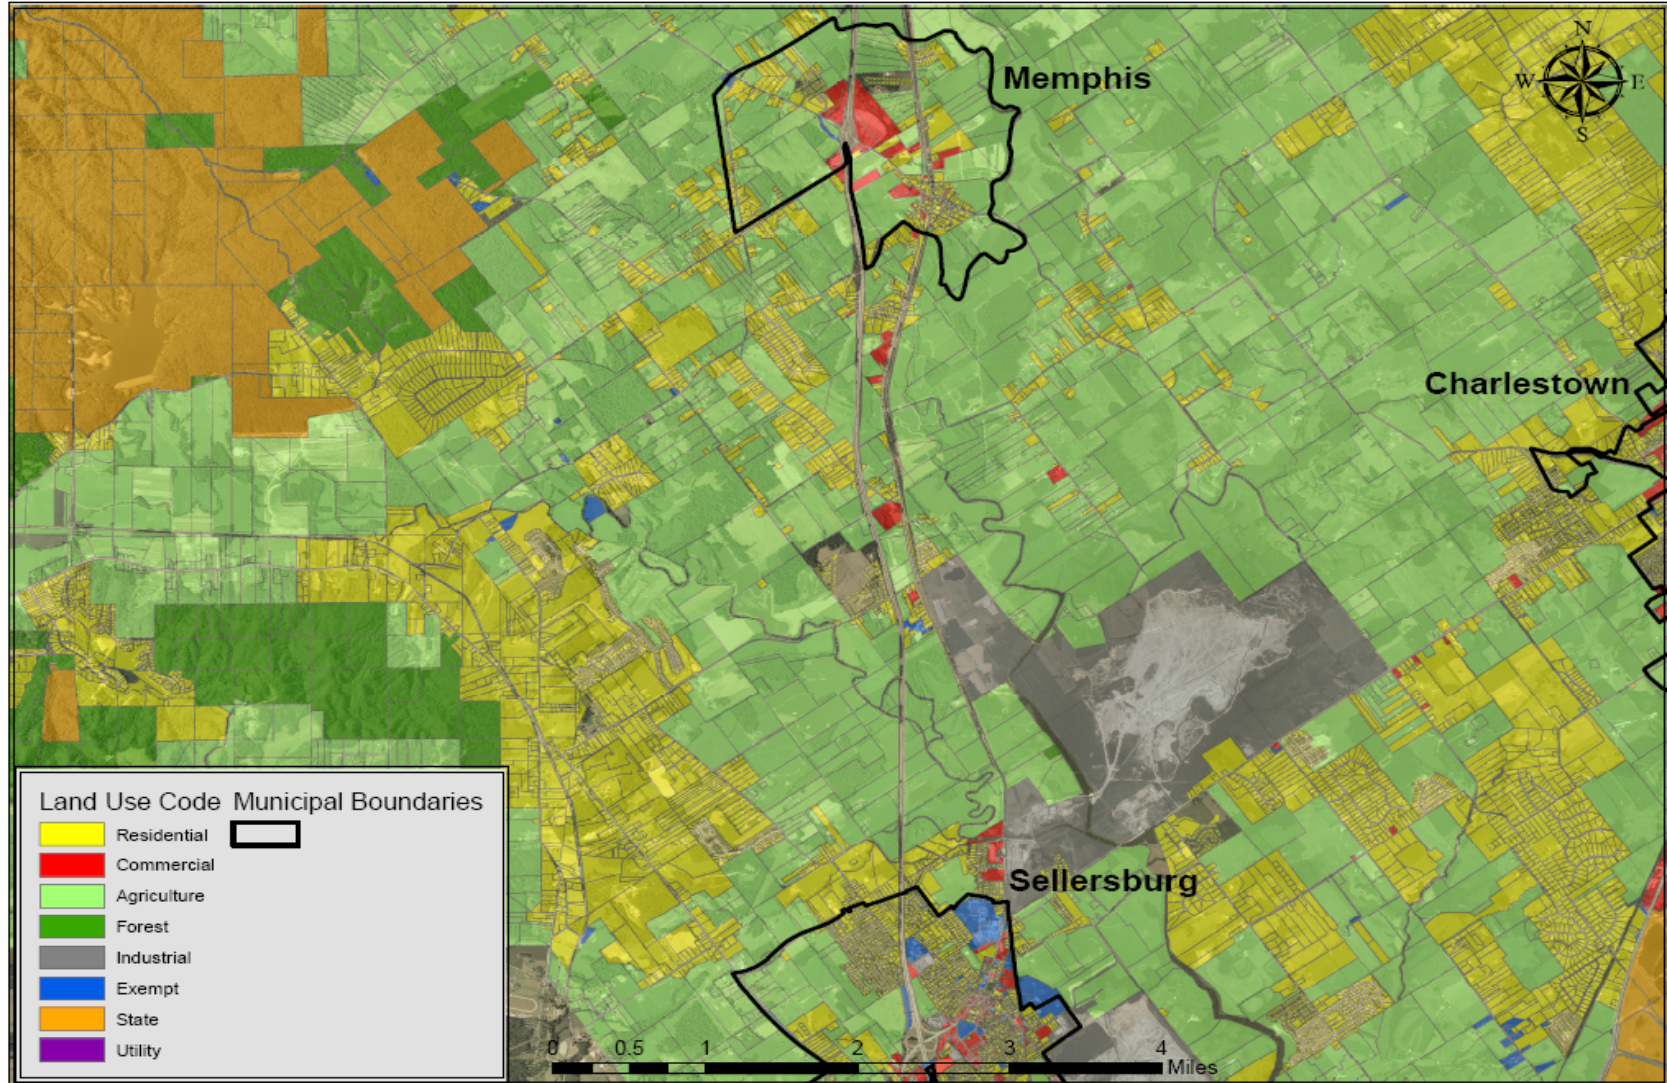 N
Memphis
W E
S
Charlestown
Land Use Code Municipal Boundaries
Residential
Commercial
Agriculture
Forest
Industrial
Exempt
State
Utility
Sellersburg
0 0.5 1 2 3 4
Miles